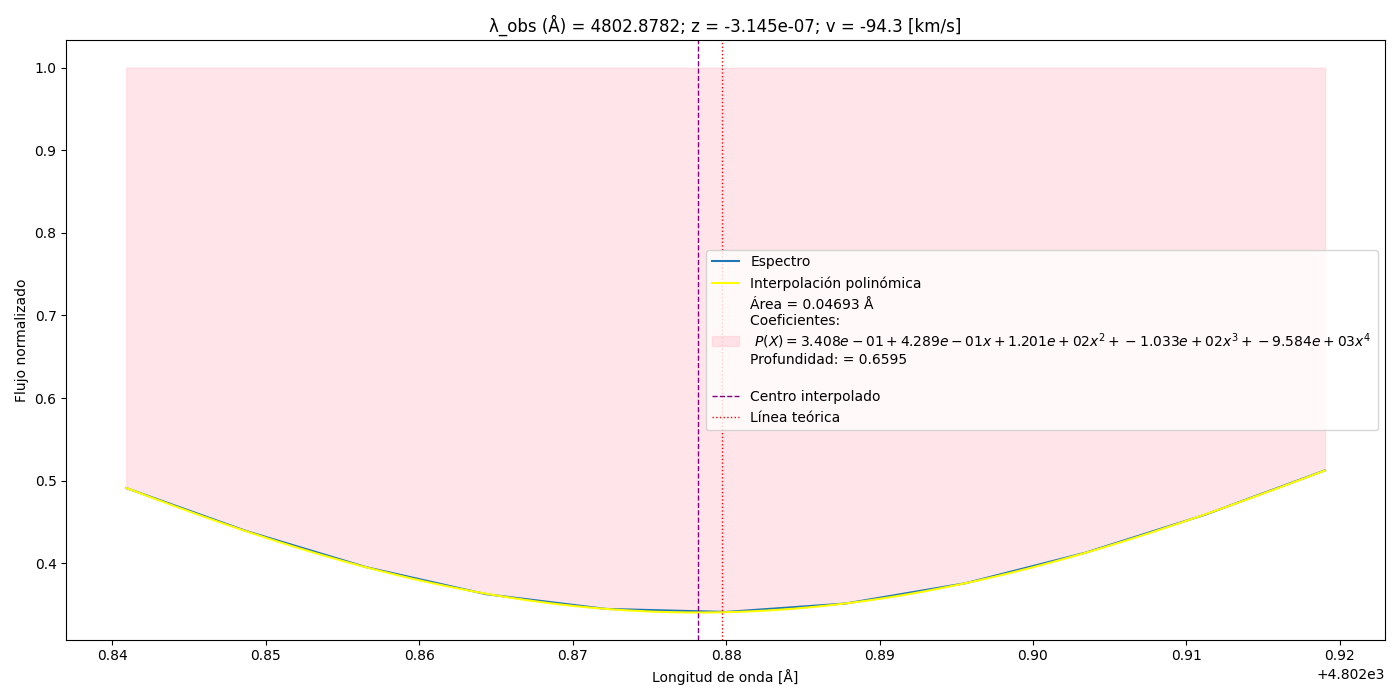 λ_obs (Å) = 4802.8782; z = -3.145e-07; v = -94.3 [km/s]
1.0
0.9
0.8
0.7
0.6
0.5
0.4
Flujo normalizado
Espectro
Interpolación polinómica
Área = 0.04693 Å
Coeficientes:
P(X) = 3.408e − 01 + 4.289e − 01x + 1.201e + 02x² + −1.033e + 02x³ + −9.584e + 03x⁴
Profundidad: = 0.6595
Centro interpolado
Línea teórica
0.84 0.85 0.86 0.87 0.88 0.89 0.90 0.91 0.92
+4.802e3
Longitud de onda [Å]